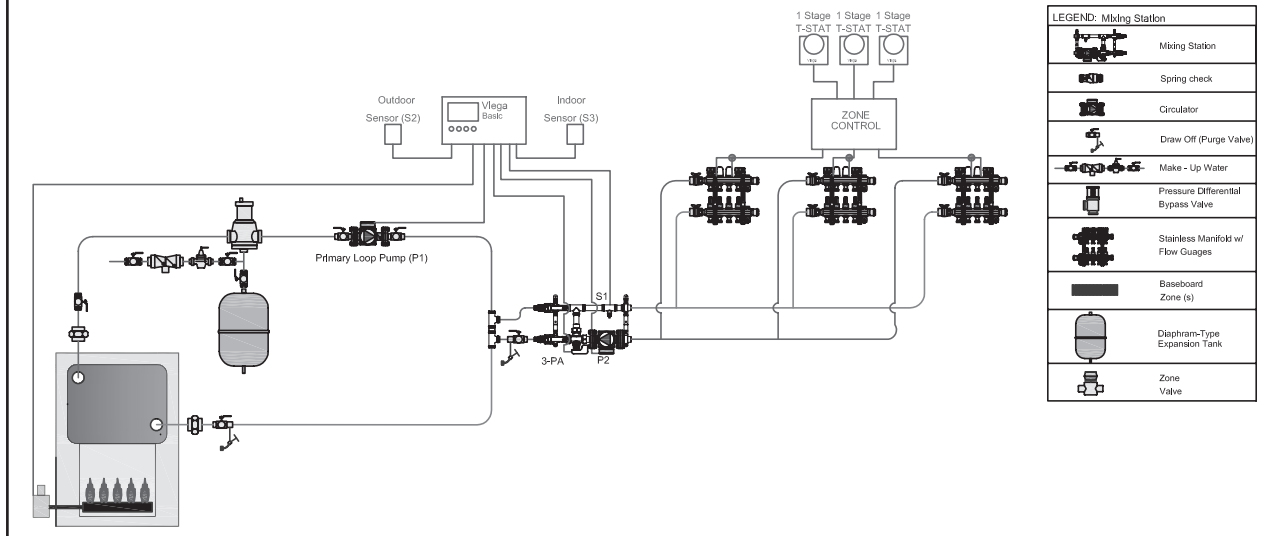 1 Stage
T-STAT
1 Stage
T-STAT
1 Stage
T-STAT
Outdoor
Sensor (S2)
Viega
Basic
Indoor
Sensor (S3)
ZONE
CONTROL
Primary Loop Pump (P1)
S1
3-PA
P2
LEGEND: Mixing Station
Mixing Station
Spring check
Circulator
Draw Off (Purge Valve)
Make - Up Water
Pressure Differential
Bypass Valve
Stainless Manifold w/
Flow Guages
Baseboard
Zone (s)
Diaphram-Type
Expansion Tank
Zone
Valve